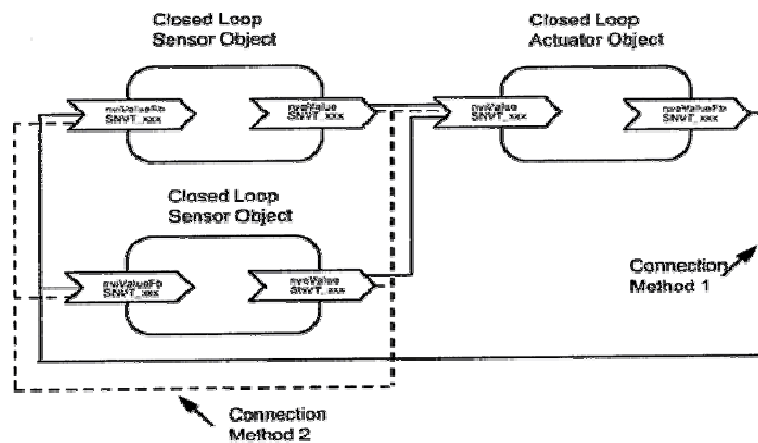 Closed Loop
Sensor Object
Closed Loop
Actuator Object
nviValueFb
SNVT_xxx
nvoValue
SNVT_xxx
nviValue
SNVT_xxx
nvoValueFb
SNVT_xxx
Closed Loop
Sensor Object
nviValueFb
SNVT_xxx
nvoValue
SNVT_xxx
Connection
Method 1
Connection
Method 2